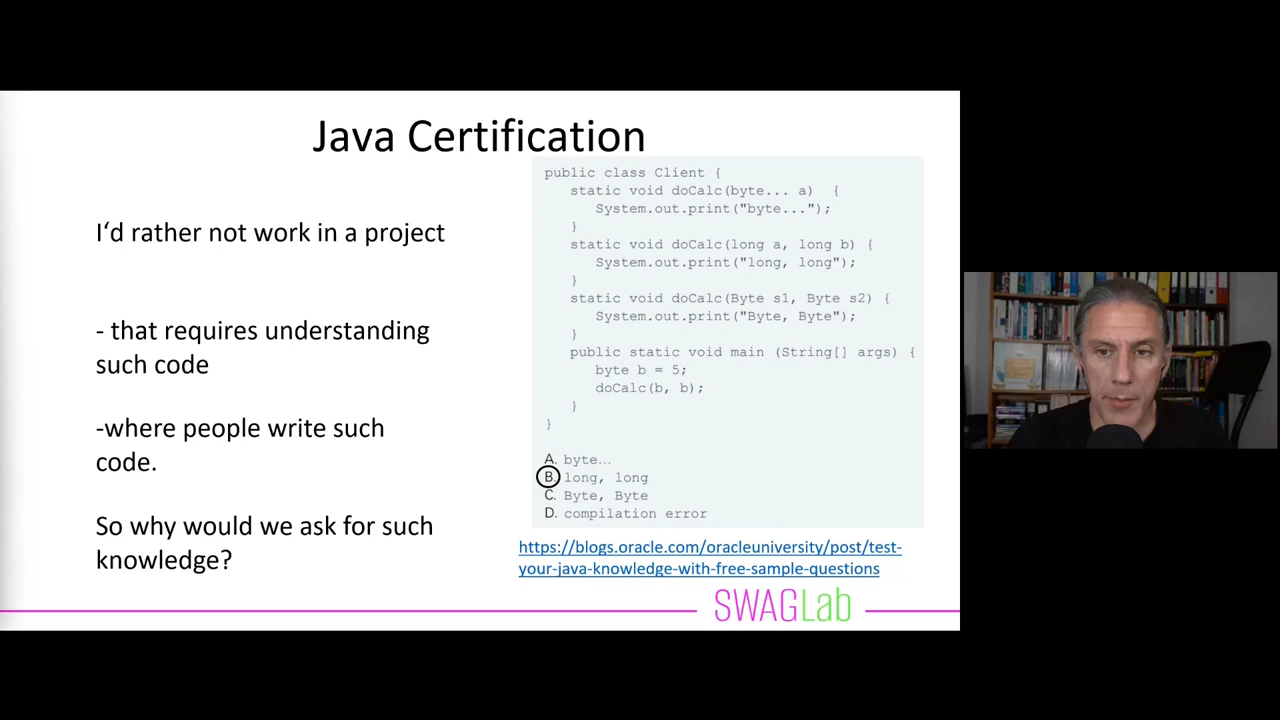 Java Certification
I‘d rather not work in a project
- that requires understanding
such code
-where people write such
code.
So why would we ask for such
knowledge?
public class Client {
static void doCalc(byte... a)  {
System.out.print("byte...");
}
static void doCalc(long a, long b) {
System.out.print("long, long");
}
static void doCalc(Byte s1, Byte s2) {
System.out.print("Byte, Byte");
}
public static void main (String[] args) {
byte b = 5;
doCalc(b, b);
}
}
A. byte...
B. long, long
C. Byte, Byte
D. compilation error
https://blogs.oracle.com/oracleuniversity/post/test-
your-java-knowledge-with-free-sample-questions
SWAGLab